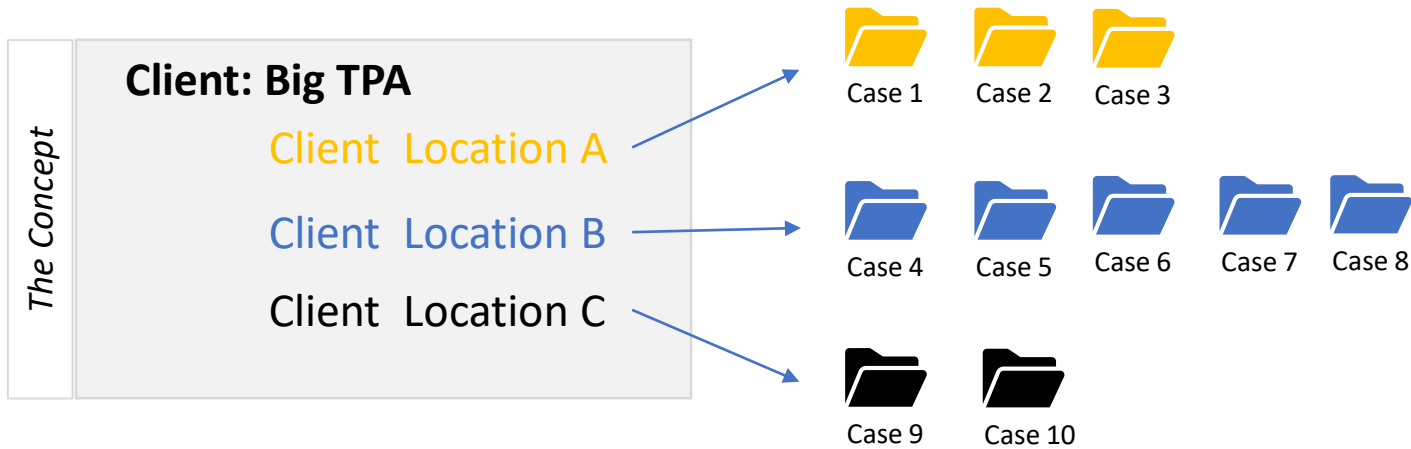 The Concept
Client: Big TPA
Client Location A
Client Location B
Client Location C
Case 1 Case 2 Case 3
Case 4 Case 5 Case 6 Case 7 Case 8
Case 9 Case 10